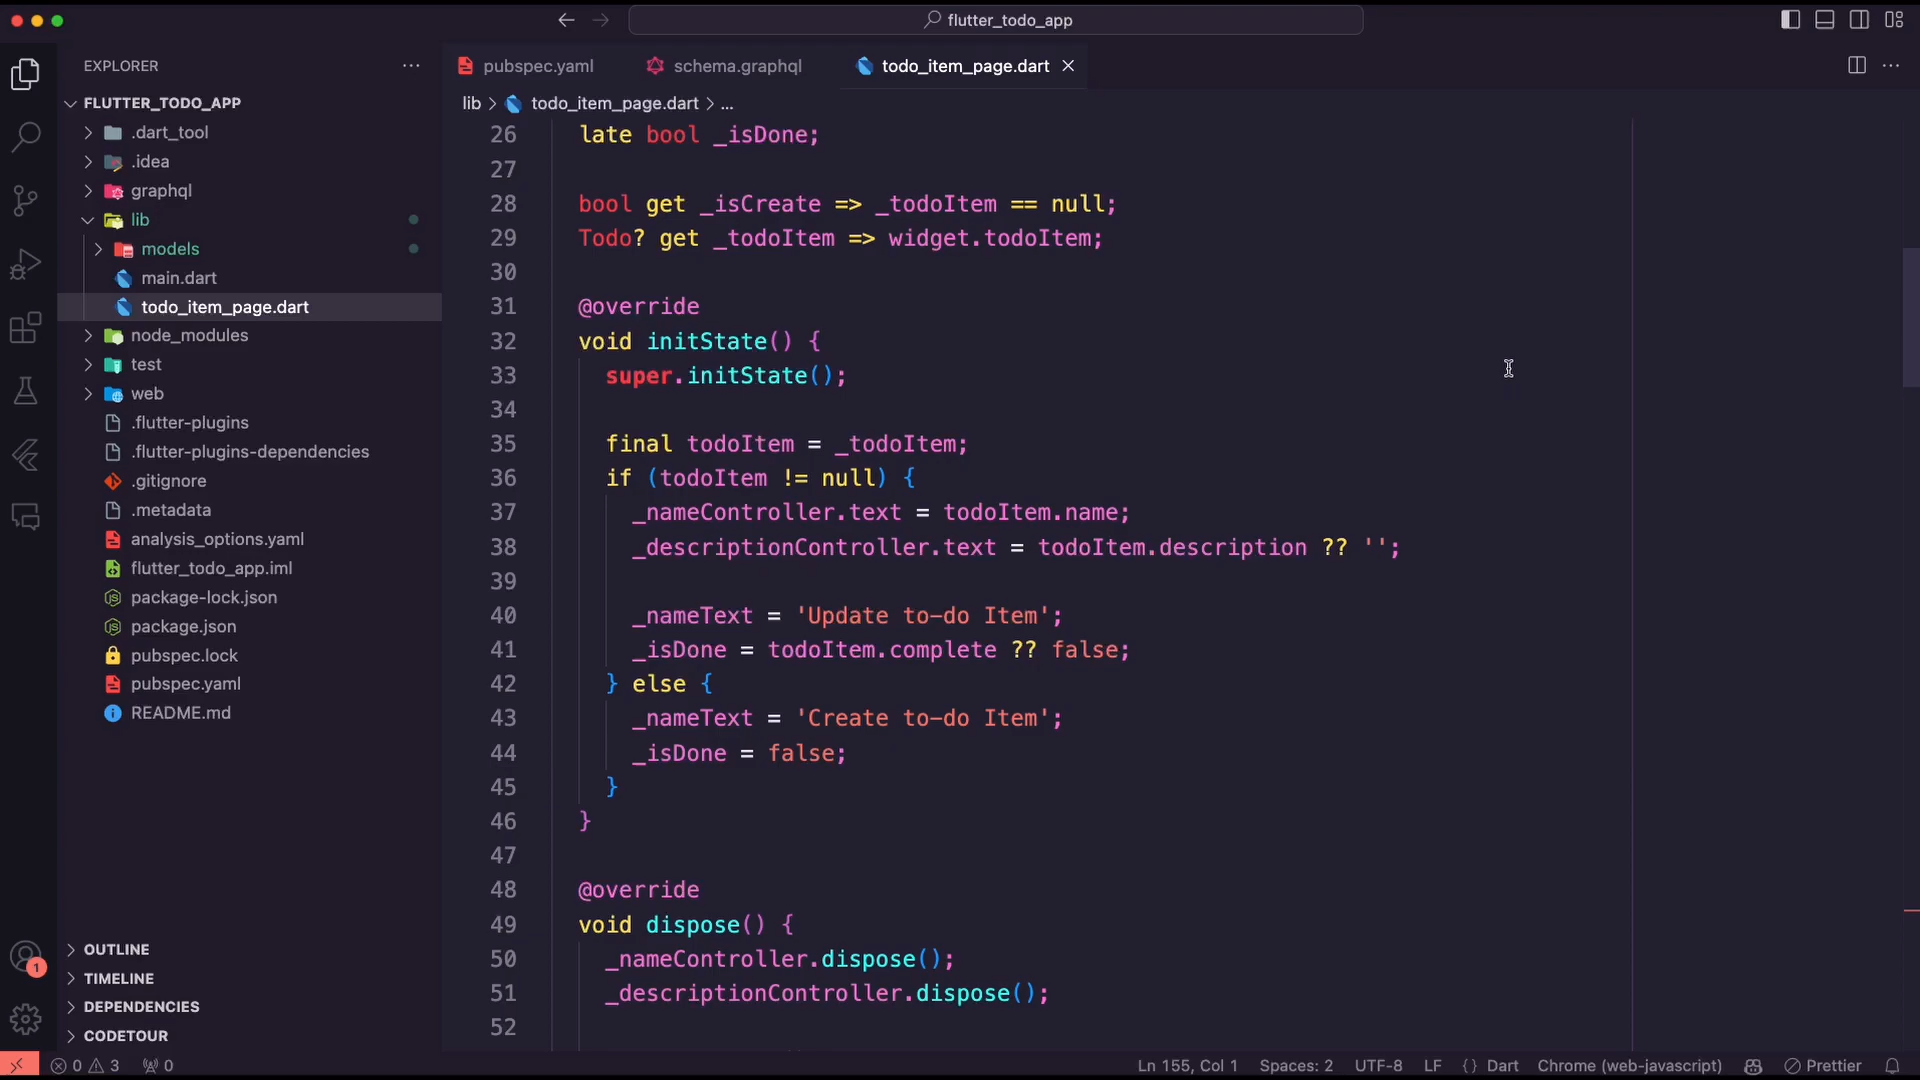 flutter_todo_app
EXPLORER
FLUTTER_TODO_APP
.dart_tool
.idea
graphql
lib
models
main.dart
todo_item_page.dart
node_modules
test
web
.flutter-plugins
.flutter-plugins-dependencies
.gitignore
.metadata
analysis_options.yaml
flutter_todo_app.iml
package-lock.json
package.json
pubspec.lock
pubspec.yaml
README.md
OUTLINE
TIMELINE
DEPENDENCIES
CODETOUR
1
pubspec.yaml schema.graphql todo_item_page.dart
lib > todo_item_page.dart > ...
26 late bool _isDone;
27
28 bool get _isCreate => _todoItem == null;
29 Todo? get _todoItem => widget.todoItem;
30
31 @override
32 void initState() {
33 super.initState();
34
35 final todoItem = _todoItem;
36 if (todoItem != null) {
37 _nameController.text = todoItem.name;
38 _descriptionController.text = todoItem.description ?? '';
39
40 _nameText = 'Update to-do Item';
41 _isDone = todoItem.complete ?? false;
42 } else {
43 _nameText = 'Create to-do Item';
44 _isDone = false;
45 }
46 }
47
48 @override
49 void dispose() {
50 _nameController.dispose();
51 _descriptionController.dispose();
52
0 3 0 Ln 155, Col 1 Spaces: 2 UTF-8 LF {} Dart Chrome (web-javascript) Prettier